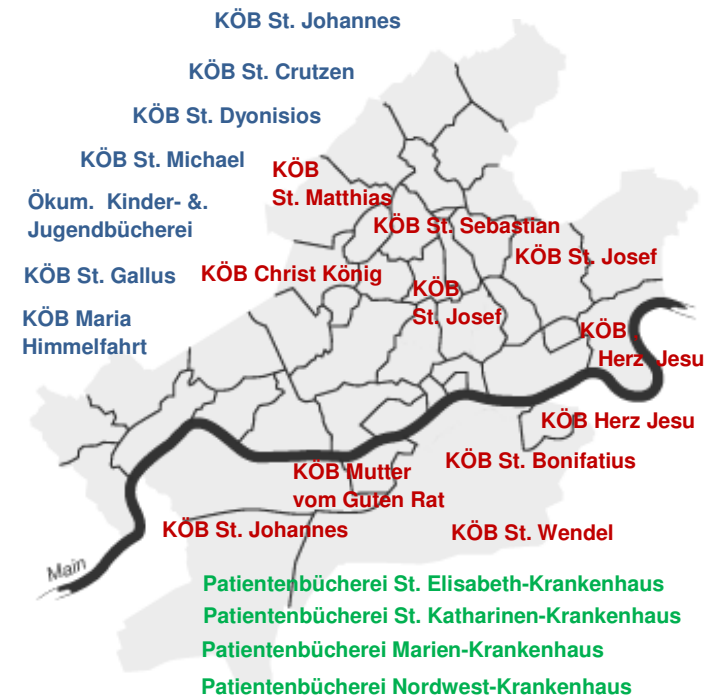 KÖB St. Johannes
KÖB St. Crutzen
KÖB St. Dyonisios
KÖB St. Michael
KÖB
St. Matthias
Ökum.  Kinder- &.
Jugendbücherei
KÖB St. Sebastian
KÖB St. Josef
KÖB St. Gallus
KÖB Christ König
KÖB
St. Josef
KÖB Maria
Himmelfahrt
KÖB .
Herz Jesu
KÖB Herz Jesu
KÖB St. Bonifatius
KÖB Mutter
vom Guten Rat
KÖB St. Johannes
KÖB St. Wendel
Main
Patientenbücherei St. Elisabeth-Krankenhaus
Patientenbücherei St. Katharinen-Krankenhaus
Patientenbücherei Marien-Krankenhaus
Patientenbücherei Nordwest-Krankenhaus